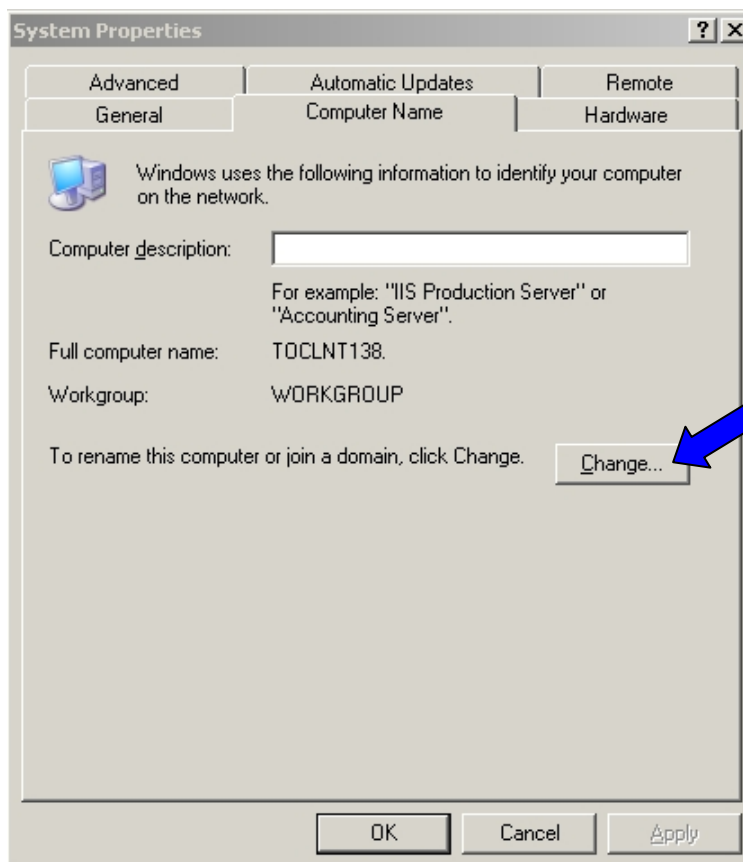 System Properties
Advanced
Automatic Updates
Remote
General
Computer Name
Hardware
Windows uses the following information to identify your computer
on the network.
Computer description:
For example: "IIS Production Server" or
"Accounting Server".
Full computer name:
TOCLNT138.
Workgroup:
WORKGROUP
To rename this computer or join a domain, click Change.
Change...
OK
Cancel
Apply